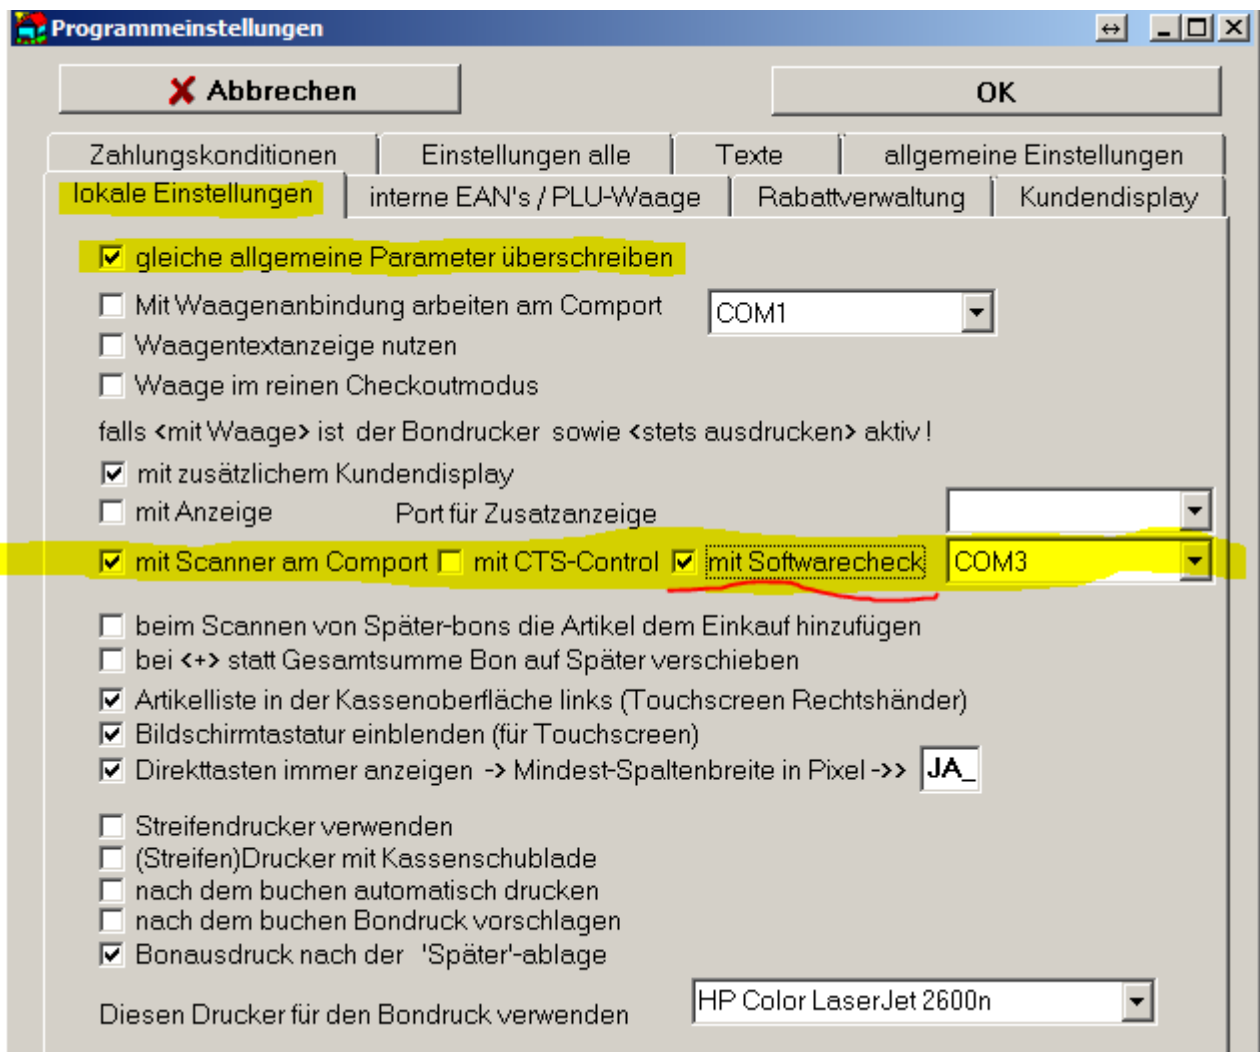 Programmeinstellungen
Abbrechen OK
Zahlungskonditionen Einstellungen alle Texte allgemeine Einstellungen
lokale Einstellungen interne EAN's / PLU-Waage Rabattverwaltung Kundendisplay
gleiche allgemeine Parameter überschreiben
Mit Waagenanbindung arbeiten am Comport COM1
Waagentextanzeige nutzen
Waage im reinen Checkoutmodus
falls <mit Waage> ist der Bondrucker sowie <stets ausdrucken> aktiv !
mit zusätzlichem Kundendisplay
mit Anzeige Port für Zusatzanzeige
mit Scanner am Comport mit CTS-Control mit Softwarecheck COM3
beim Scannen von Später-bons die Artikel dem Einkauf hinzufügen
bei <+> statt Gesamtsumme Bon auf Später verschieben
Artikelliste in der Kassenoberfläche links (Touchscreen Rechtshänder)
Bildschirmtastatur einblenden (für Touchscreen)
Direkttasten immer anzeigen -> Mindest-Spaltenbreite in Pixel ->> JA_
Streifendrucker verwenden
(Streifen)Drucker mit Kassenschublade
nach dem buchen automatisch drucken
nach dem buchen Bondruck vorschlagen
Bonausdruck nach der 'Später'-ablage
Diesen Drucker für den Bondruck verwenden HP Color LaserJet 2600n